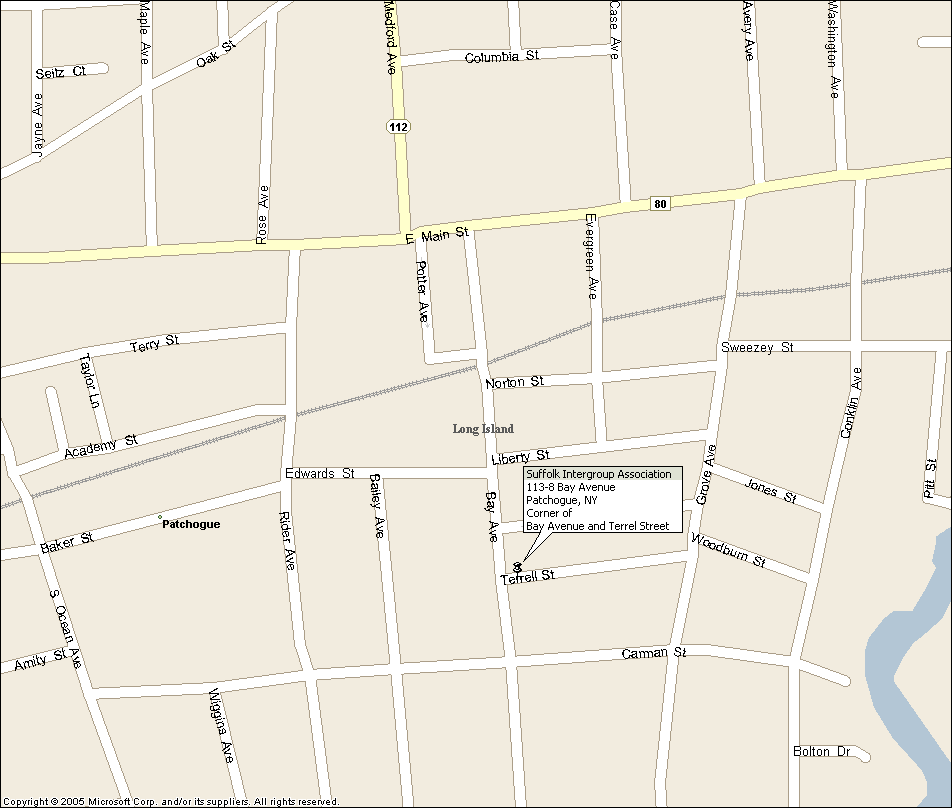 Maple Ave
Medford Ave
Case Ave
Avery Ave
Washington Ave
Oak St
Columbia St
Seitz Ct
Jayne Ave
112
Rose Ave
80
E Main St
Evergreen Ave
Potter Ave
Terry St
Sweezey St
Taylor Ln
Norton St
Conklin Ave
Long Island
Academy St
Liberty St
Edwards St
Suffolk Intergroup Association
113-8 Bay Avenue
Patchogue, NY
Corner of
Bay Avenue and Terrel Street
Grove Ave
Pitt St
Jones St
Bailey Ave
Bay Ave
Rider Ave
Patchogue
Baker St
Woodburn St
Terrell St
S Ocean Ave
Amity St
Carman St
Wiggins Ave
Bolton Dr
Copyright © 2005 Microsoft Corp. and/or its suppliers. All rights reserved.